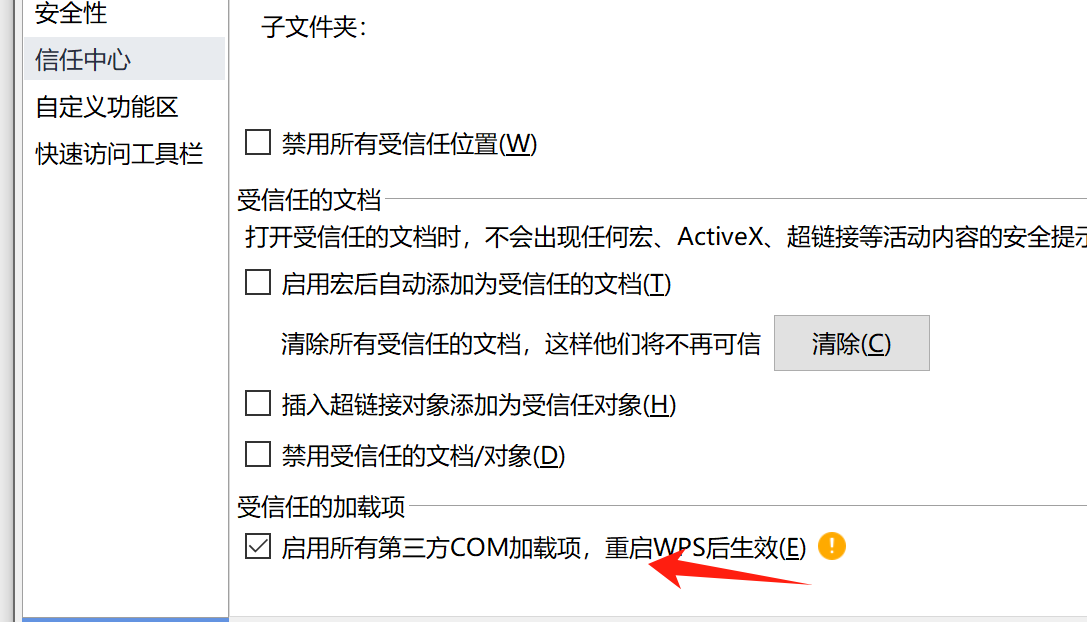 安全性
信任中心
自定义功能区
快速访问工具栏
子文件夹：
禁用所有受信任位置(W)
受信任的文档
打开受信任的文档时，不会出现任何宏、ActiveX、超链接等活动内容的安全提示
启用宏后自动添加为受信任的文档(T)
清除所有受信任的文档，这样他们将不再可信 清除(C)
插入超链接对象添加为受信任对象(H)
禁用受信任的文档/对象(D)
受信任的加载项
启用所有第三方COM加载项，重启WPS后生效(E)